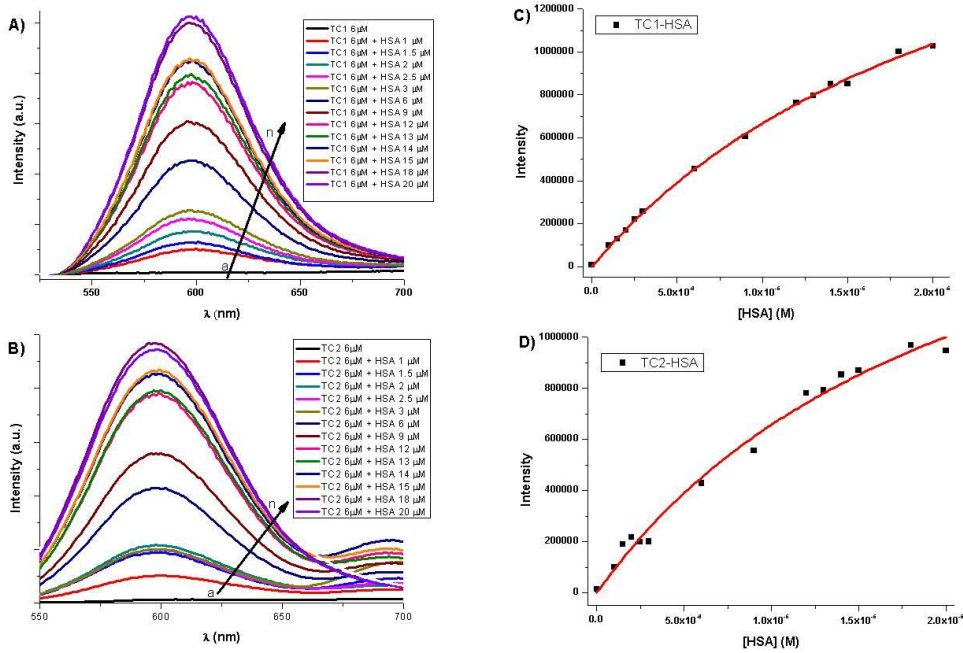 A)
Intensity (a.u.)
TC1 6µM
TC1 6µM + HSA 1 µM
TC1 6µM + HSA 1.5 µM
TC1 6µM + HSA 2 µM
TC1 6µM + HSA 2.5 µM
TC1 6µM + HSA 3 µM
TC1 6µM + HSA 6 µM
TC1 6µM + HSA 9 µM
TC1 6µM + HSA 12 µM
TC1 6µM + HSA 13 µM
TC1 6µM + HSA 14 µM
TC1 6µM + HSA 15 µM
TC1 6µM + HSA 18 µM
TC1 6µM + HSA 20 µM
n
a
550 600 650 700
λ (nm)
C)
TC1-HSA
Intensity
1000000
800000
600000
400000
200000
0
0.0 5.0x10⁻⁶ 1.0x10⁻⁵ 1.5x10⁻⁵ 2.0x10⁻⁵
[HSA] (M)
B)
Intensity (a.u.)
TC2 6µM
TC2 6µM + HSA 1 µM
TC2 6µM + HSA 1.5 µM
TC2 6µM + HSA 2 µM
TC2 6µM + HSA 2.5 µM
TC2 6µM + HSA 3 µM
TC2 6µM + HSA 6 µM
TC2 6µM + HSA 9 µM
TC2 6µM + HSA 12 µM
TC2 6µM + HSA 13 µM
TC2 6µM + HSA 14 µM
TC2 6µM + HSA 15 µM
TC2 6µM + HSA 18 µM
TC2 6µM + HSA 20 µM
n
a
550 600 650 700
λ (nm)
D)
TC2-HSA
Intensity
1000000
800000
600000
400000
200000
0
0.0 5.0x10⁻⁶ 1.0x10⁻⁵ 1.5x10⁻⁵ 2.0x10⁻⁵
[HSA] (M)